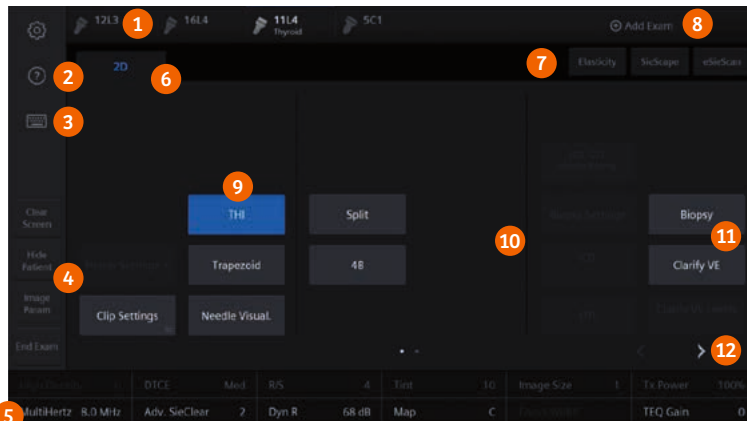 12L3
1
16L4
11L4
Thyroid
5C1
Add Exam
8
2
2D
6
7
Elasticity
SieScape
eSieScan
3
9
Clear
Screen
THI
Split
Biopsy Settings
Biopsy
10
11
Hide
Patient
4
Trapezoid
4B
Clarify VE
Image
Param
Clip Settings
Needle Visual.
End Exam
12
DTCE Med
R/S 4
Tint 10
Image Size 1
Tx Power 100%
5
MultiHertz 8.0 MHz
Adv. SieClear 2
Dyn R 68 dB
Map C
TEQ Gain 0